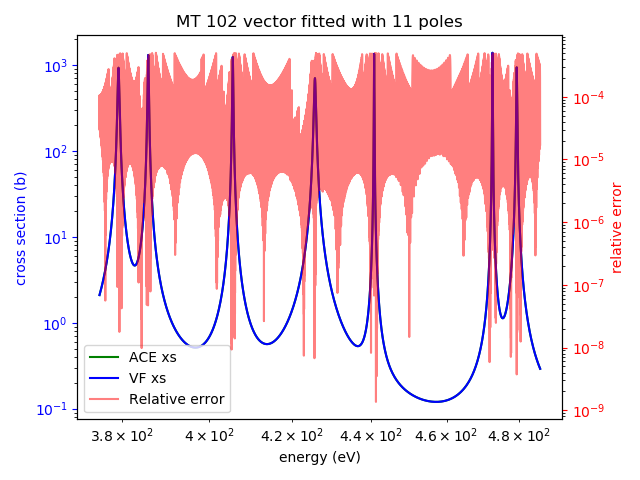 MT 102 vector fitted with 11 poles
cross section (b)
10³
10²
10¹
10⁰
10⁻¹
10⁻⁴
10⁻⁵
10⁻⁶
10⁻⁷
10⁻⁸
10⁻⁹
relative error
ACE xs
VF xs
Relative error
3.8 × 10² 4 × 10² 4.2 × 10² 4.4 × 10² 4.6 × 10² 4.8 × 10²
energy (eV)